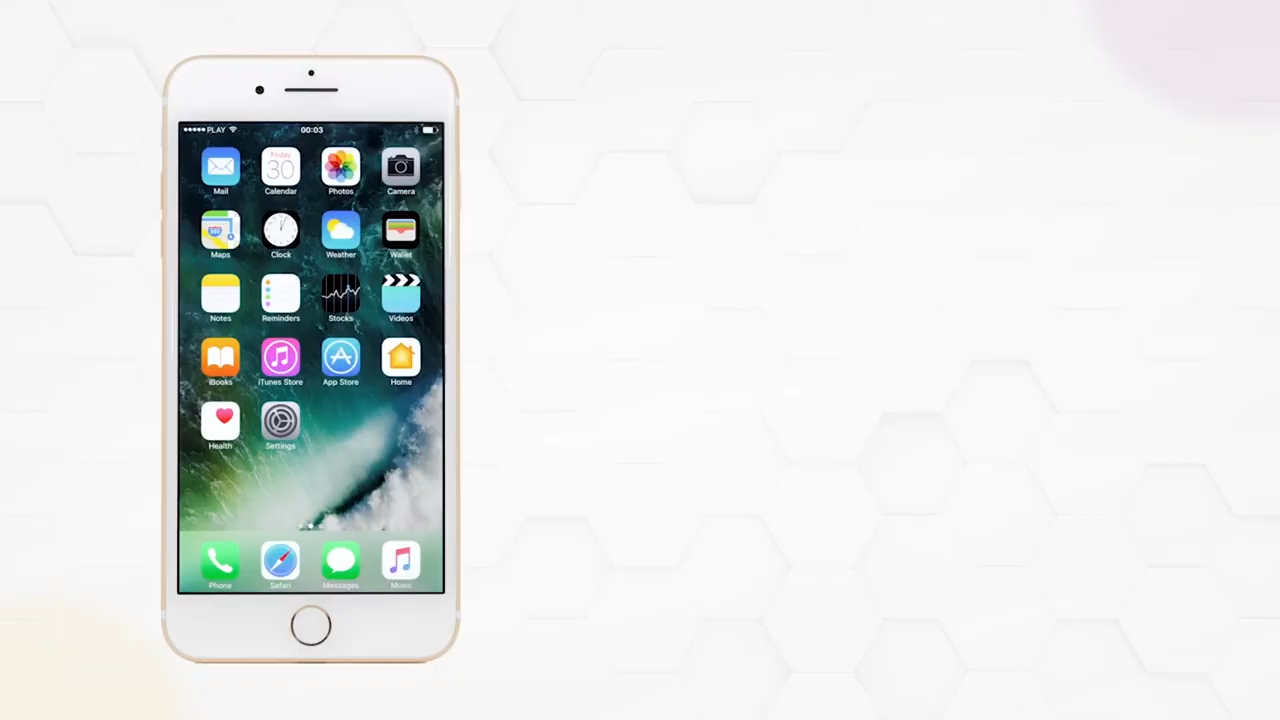 PLAY 00:03
Friday
30
Mail Calendar Photos Camera
280
Maps Clock Weather Wallet
Notes Reminders Stocks Videos
iBooks iTunes Store App Store Home
Health Settings
Phone Safari Messages Music